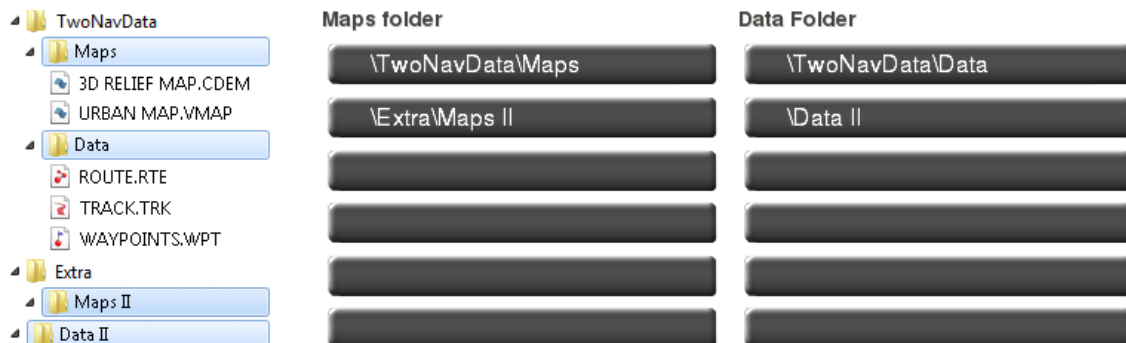 TwoNavData
Maps
3D RELIEF MAP.CDEM
URBAN MAP.VMAP
Data
ROUTE.RTE
TRACK.TRK
WAYPOINTS.WPT
Extra
Maps II
Data II
Maps folder
\TwoNavData\Maps
\Extra\Maps II
Data Folder
\TwoNavData\Data
\Data II